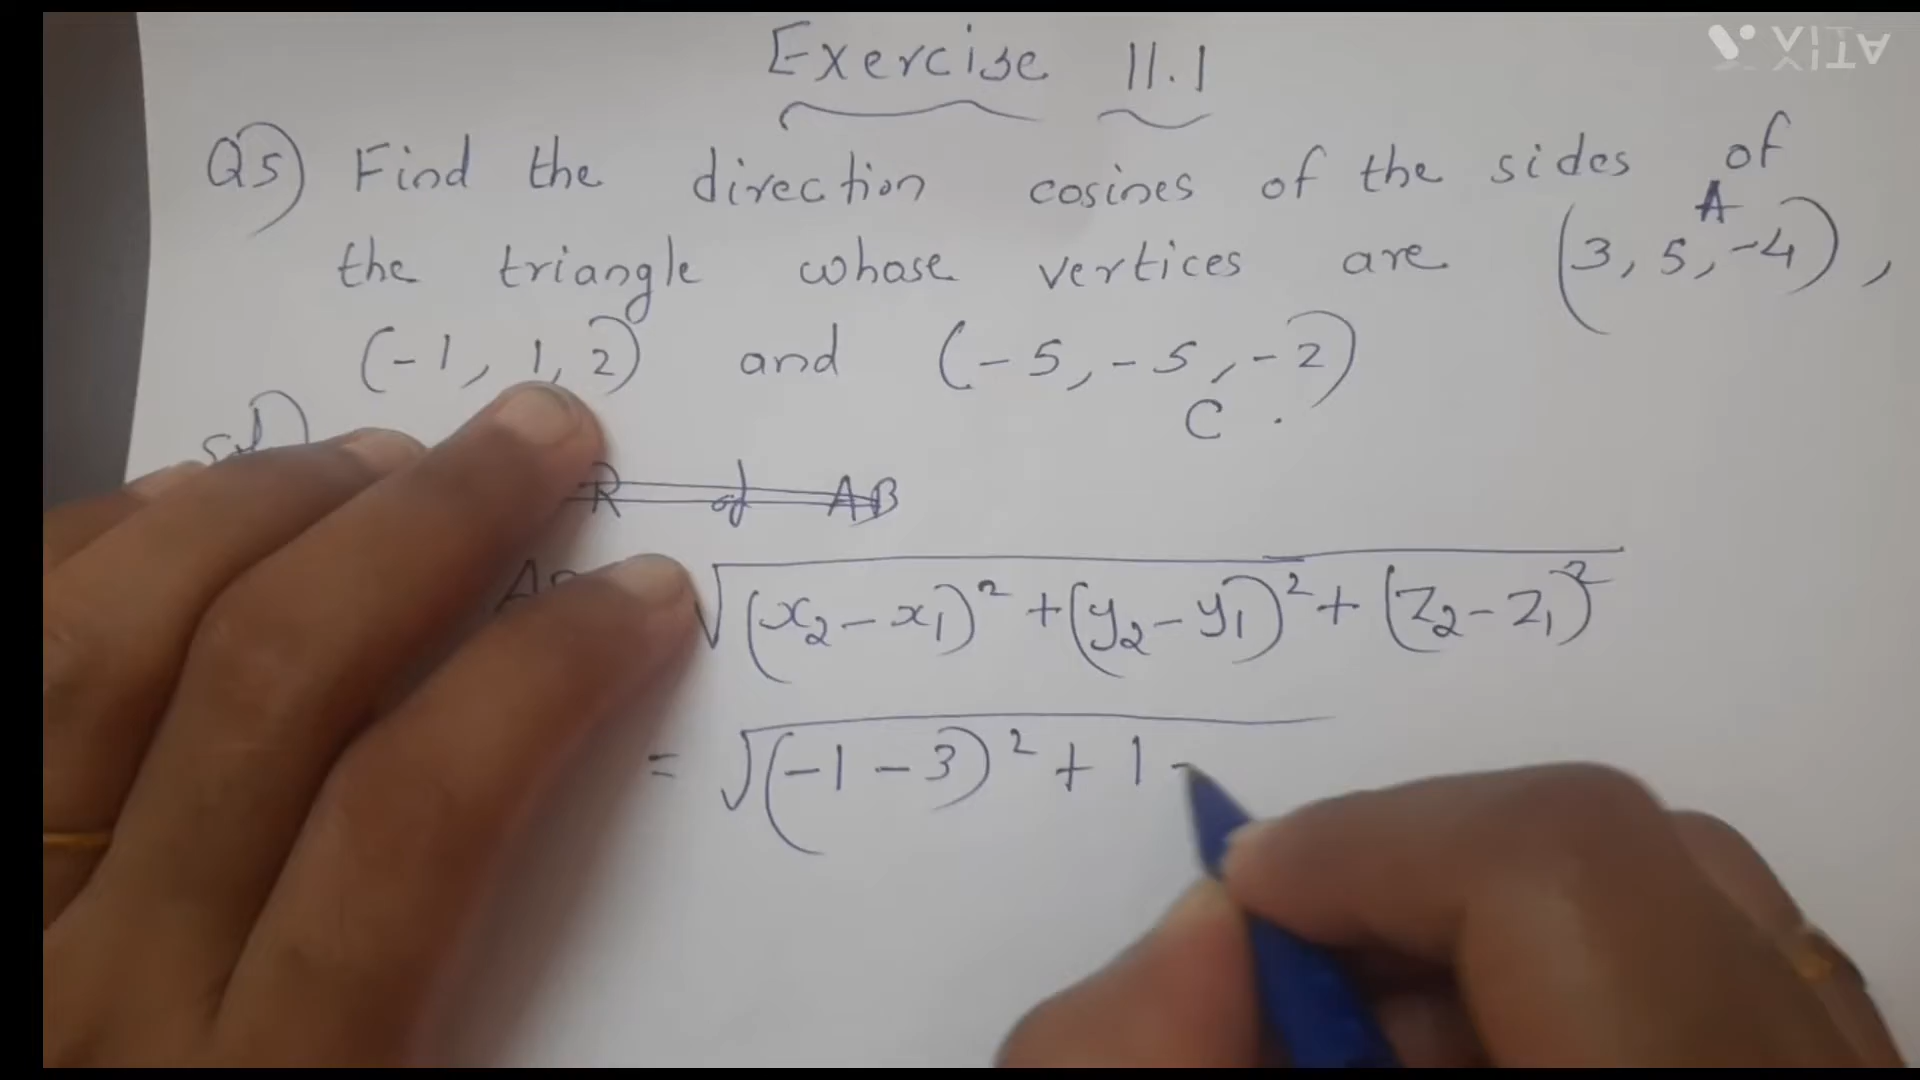 VITA
Exercise 11.1
Q5) Find the direction cosines of the sides of
A
the triangle whose vertices are (3, 5, -4),
(-1, 1, 2) and (-5, -5, -2)
C .
Sol)
R of AB
√(x₂-x₁)² + (y₂-y₁)² + (z₂-z₁)²
= √(-1-3)² + 1 -